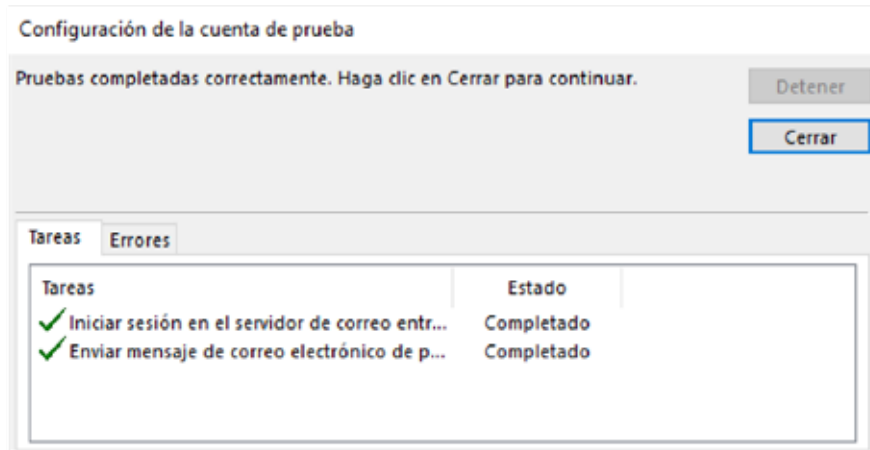 Configuración de la cuenta de prueba
Pruebas completadas correctamente. Haga clic en Cerrar para continuar.
Detener
Cerrar
Tareas Errores
Tareas Estado
Iniciar sesión en el servidor de correo entr... Completado
Enviar mensaje de correo electrónico de p... Completado